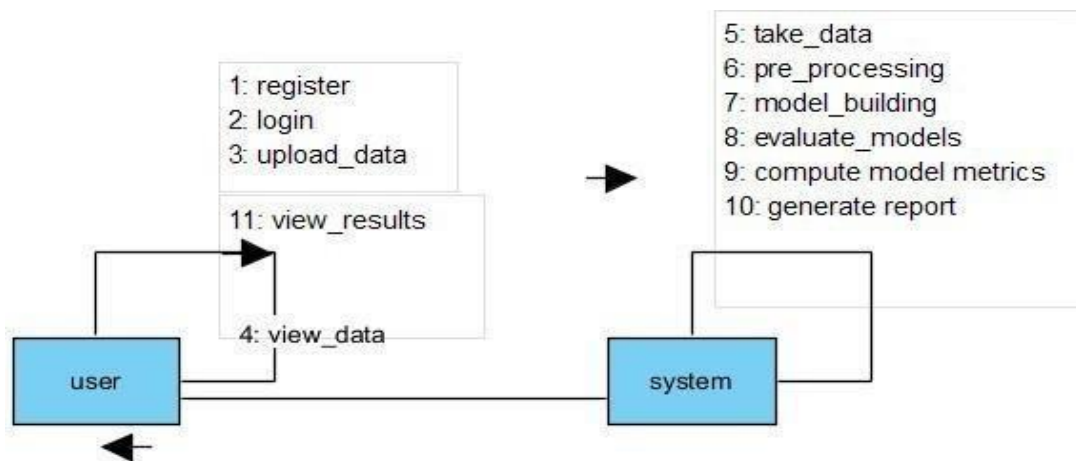 1: register
2: login
3: upload_data
11: view_results
4: view_data
5: take_data
6: pre_processing
7: model_building
8: evaluate_models
9: compute model metrics
10: generate report
user
system